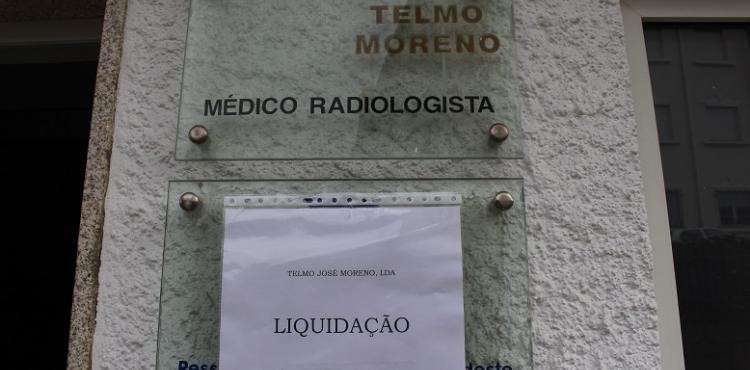 TELMO
MORENO
MÉDICO RADIOLOGISTA
TELMO JOSÉ MORENO, LDA
LIQUIDAÇÃO